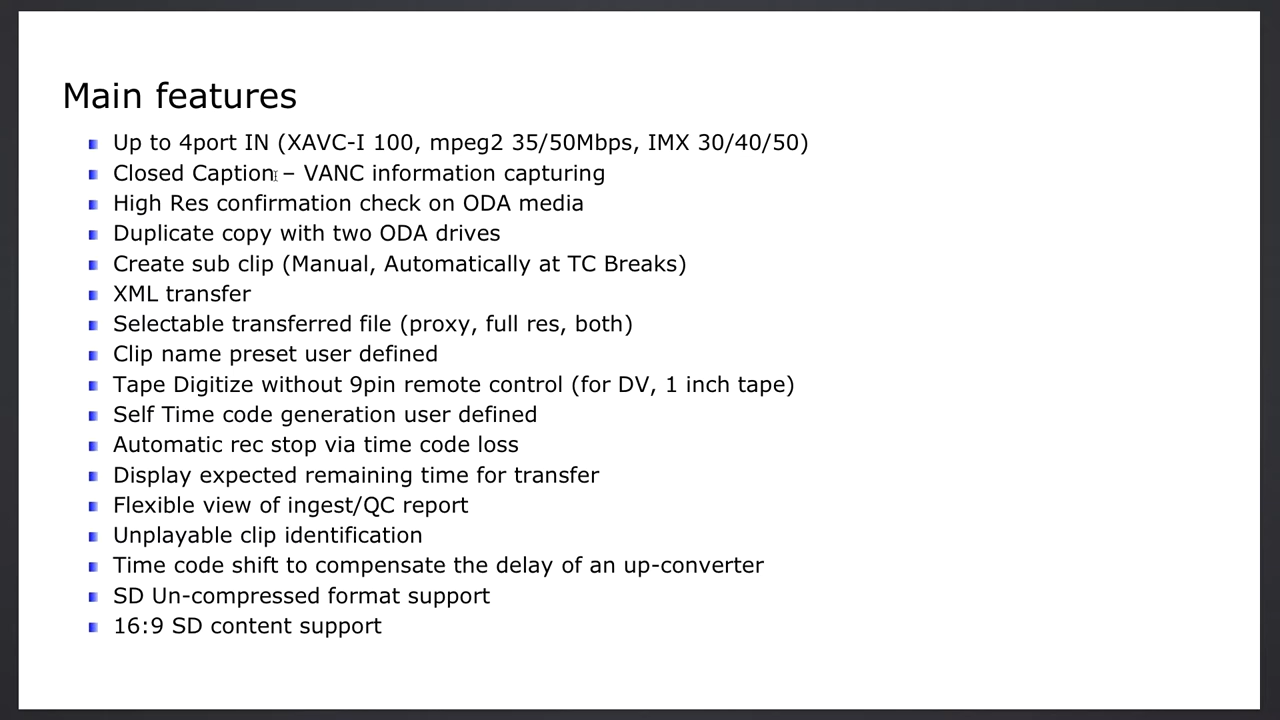 Main features
Up to 4port IN (XAVC-I 100, mpeg2 35/50Mbps, IMX 30/40/50)
Closed Caption – VANC information capturing
High Res confirmation check on ODA media
Duplicate copy with two ODA drives
Create sub clip (Manual, Automatically at TC Breaks)
XML transfer
Selectable transferred file (proxy, full res, both)
Clip name preset user defined
Tape Digitize without 9pin remote control (for DV, 1 inch tape)
Self Time code generation user defined
Automatic rec stop via time code loss
Display expected remaining time for transfer
Flexible view of ingest/QC report
Unplayable clip identification
Time code shift to compensate the delay of an up-converter
SD Un-compressed format support
16:9 SD content support